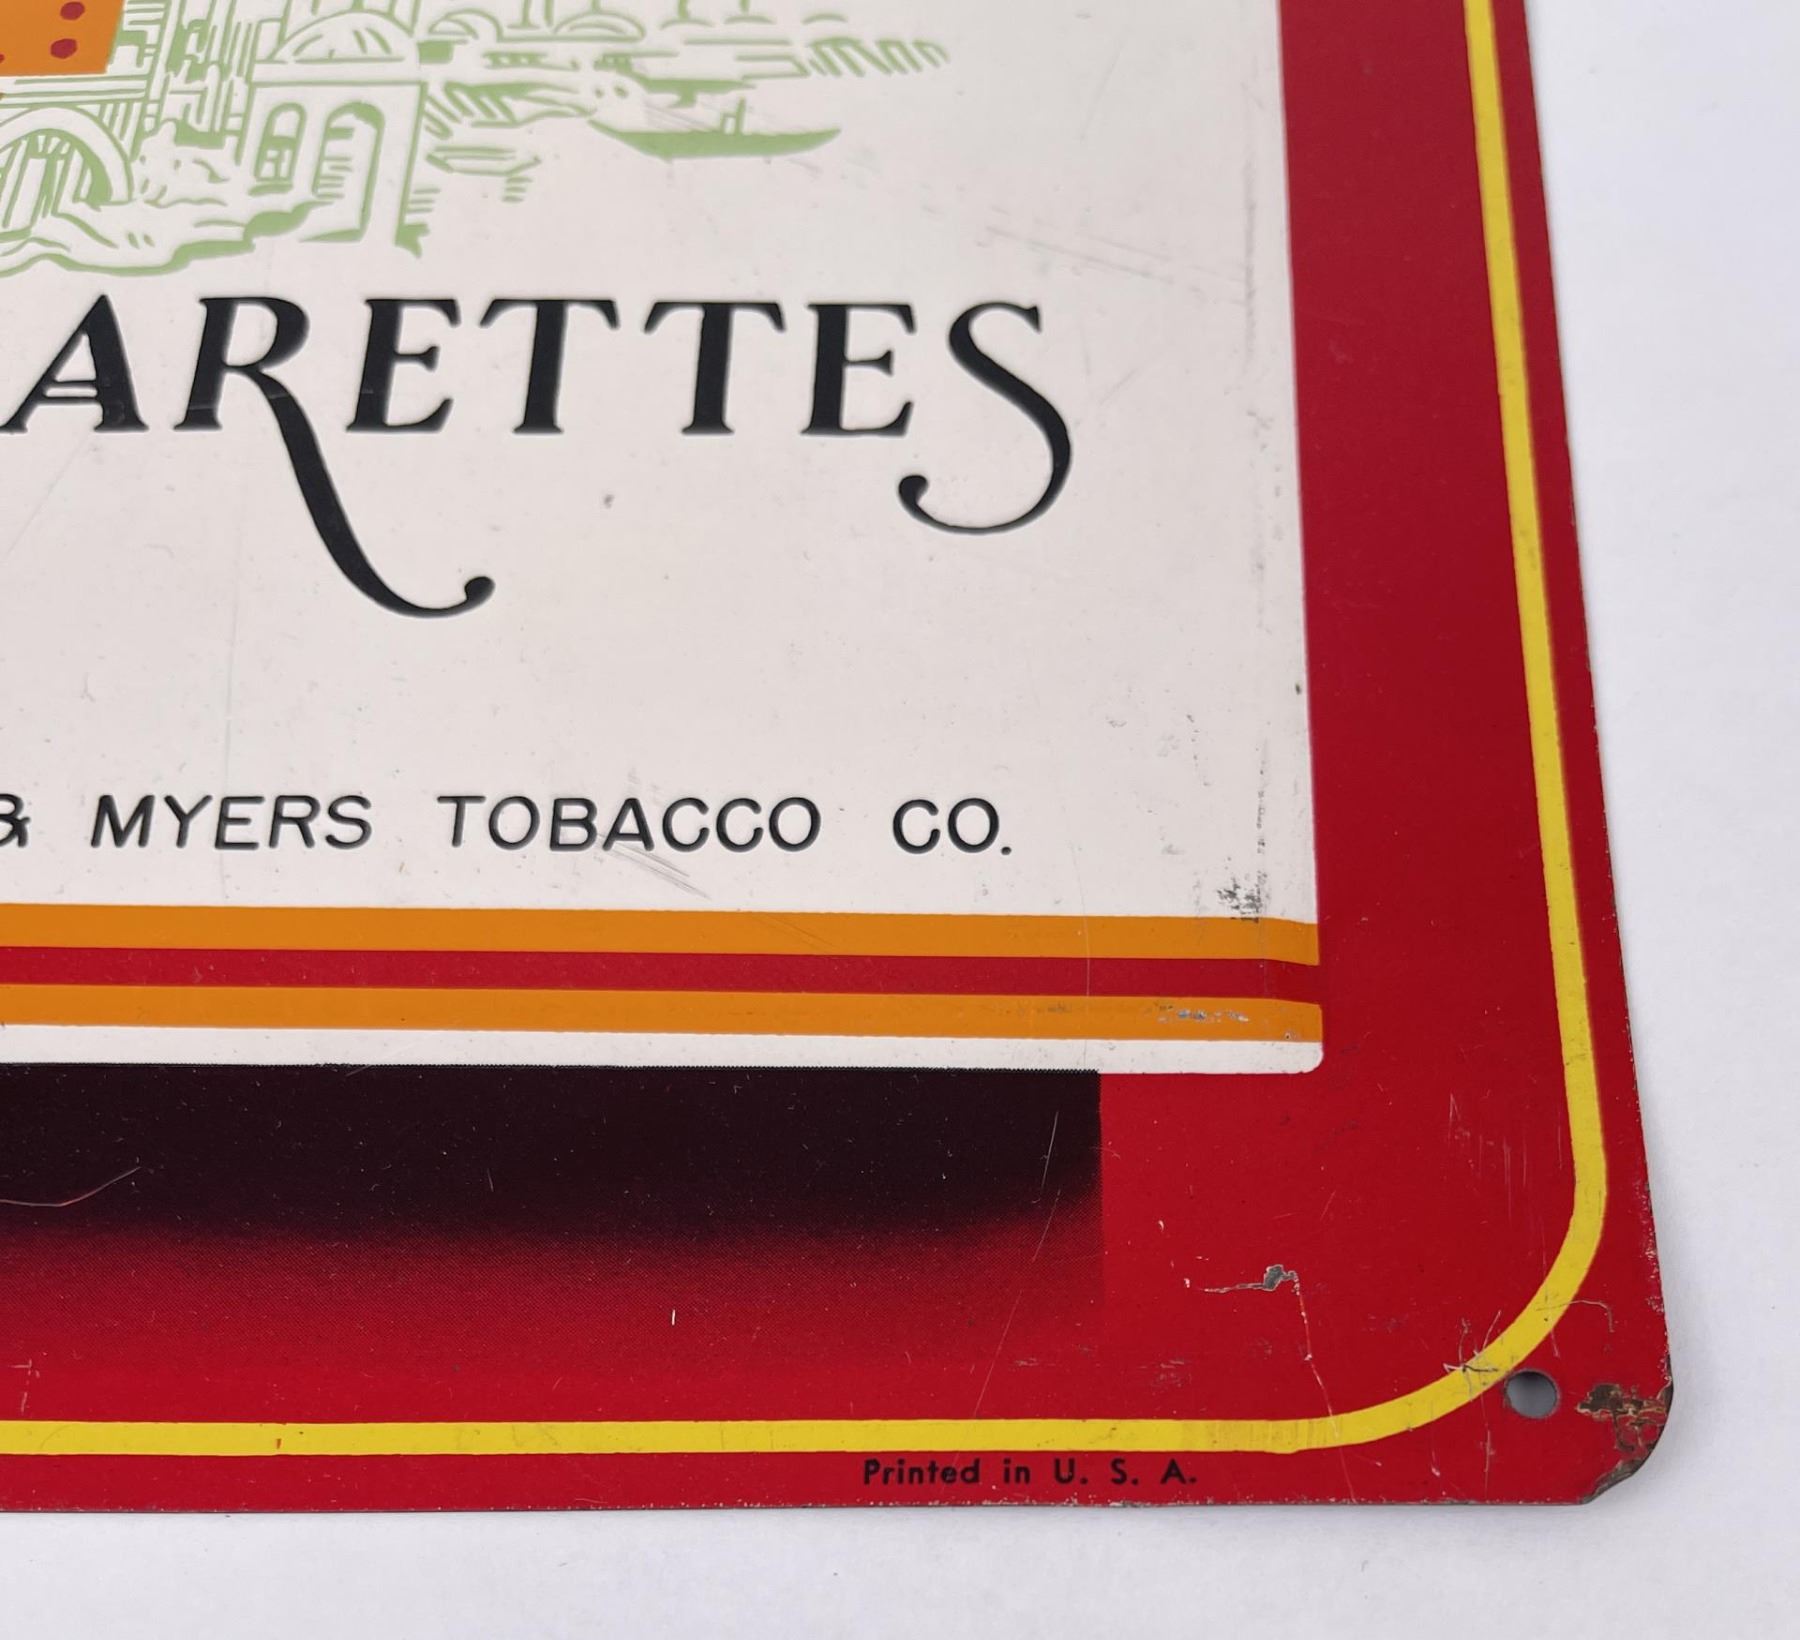 ARETTES
& MYERS TOBACCO CO.
Printed in U. S. A.